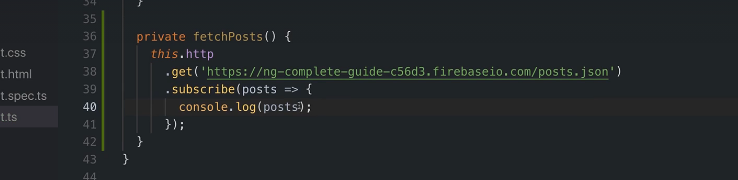 34
}
35
36
private fetchPosts() {
t.css
37
this.http
t.html
38
.get('https://ng-complete-guide-c56d3.firebaseio.com/posts.json')
t.spec.ts
39
.subscribe(posts => {
t.ts
40
console.log(posts);
41
});
42
}
43
}
44